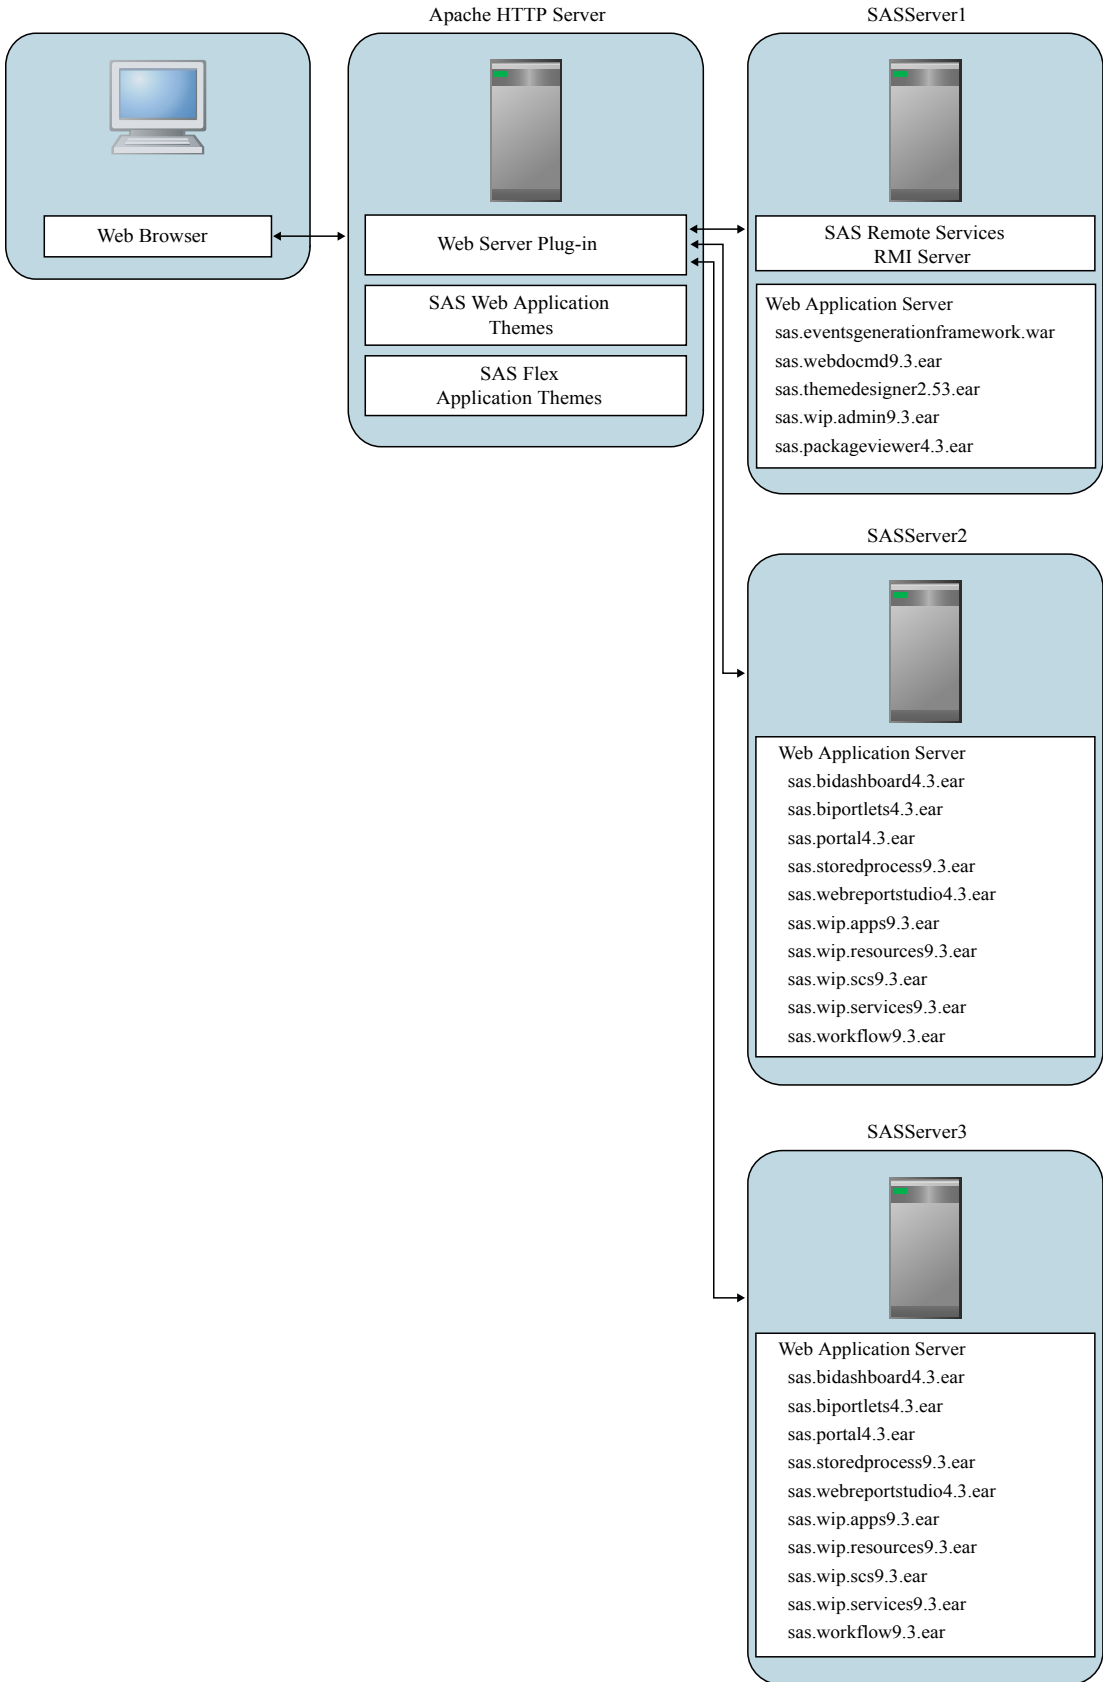 Apache HTTP Server
SASServer1
Web Browser
Web Server Plug-in
SAS Web Application
Themes
SAS Flex
Application Themes
SAS Remote Services
RMI Server
Web Application Server
sas.eventsgenerationframework.war
sas.webdocmd9.3.ear
sas.themedesigner2.53.ear
sas.wip.admin9.3.ear
sas.packageviewer4.3.ear
SASServer2
Web Application Server
sas.bidashboard4.3.ear
sas.biportlets4.3.ear
sas.portal4.3.ear
sas.storedprocess9.3.ear
sas.webreportstudio4.3.ear
sas.wip.apps9.3.ear
sas.wip.resources9.3.ear
sas.wip.scs9.3.ear
sas.wip.services9.3.ear
sas.workflow9.3.ear
SASServer3
Web Application Server
sas.bidashboard4.3.ear
sas.biportlets4.3.ear
sas.portal4.3.ear
sas.storedprocess9.3.ear
sas.webreportstudio4.3.ear
sas.wip.apps9.3.ear
sas.wip.resources9.3.ear
sas.wip.scs9.3.ear
sas.wip.services9.3.ear
sas.workflow9.3.ear